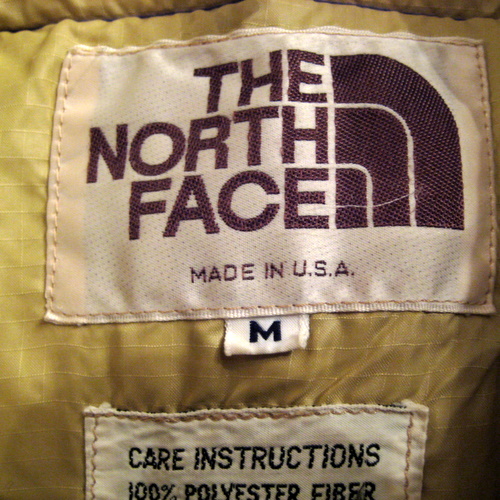 THE
NORTH
FACE
MADE IN U.S.A.
M
CARE INSTRUCTIONS
100% POLYESTER FIBER